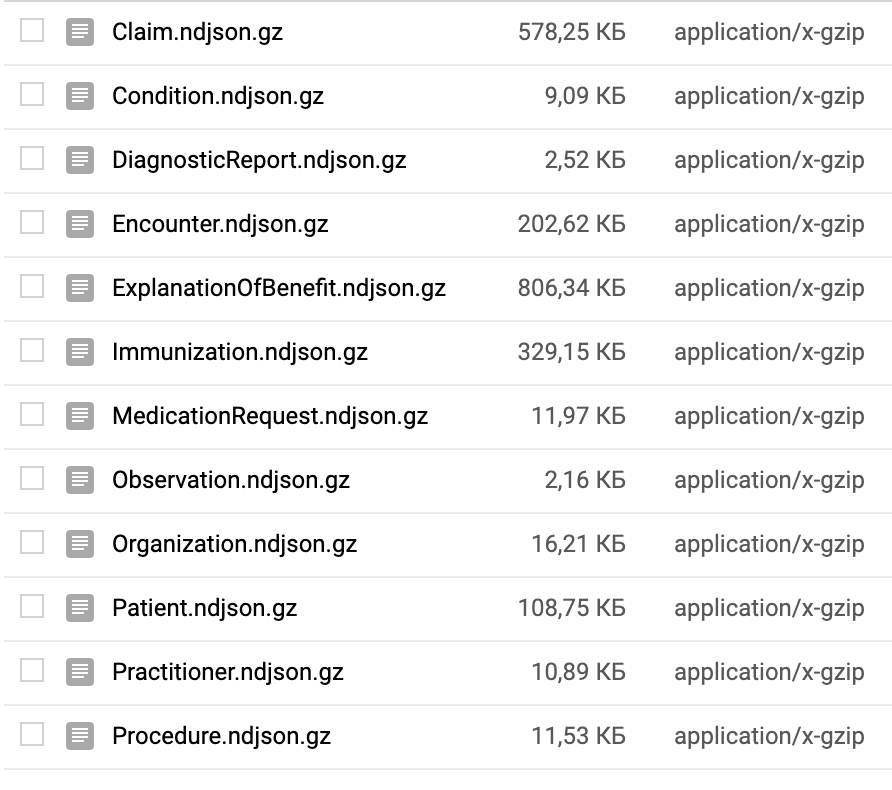 Claim.ndjson.gz 578,25 КБ application/x-gzip
Condition.ndjson.gz 9,09 КБ application/x-gzip
DiagnosticReport.ndjson.gz 2,52 КБ application/x-gzip
Encounter.ndjson.gz 202,62 КБ application/x-gzip
ExplanationOfBenefit.ndjson.gz 806,34 КБ application/x-gzip
Immunization.ndjson.gz 329,15 КБ application/x-gzip
MedicationRequest.ndjson.gz 11,97 КБ application/x-gzip
Observation.ndjson.gz 2,16 КБ application/x-gzip
Organization.ndjson.gz 16,21 КБ application/x-gzip
Patient.ndjson.gz 108,75 КБ application/x-gzip
Practitioner.ndjson.gz 10,89 КБ application/x-gzip
Procedure.ndjson.gz 11,53 КБ application/x-gzip